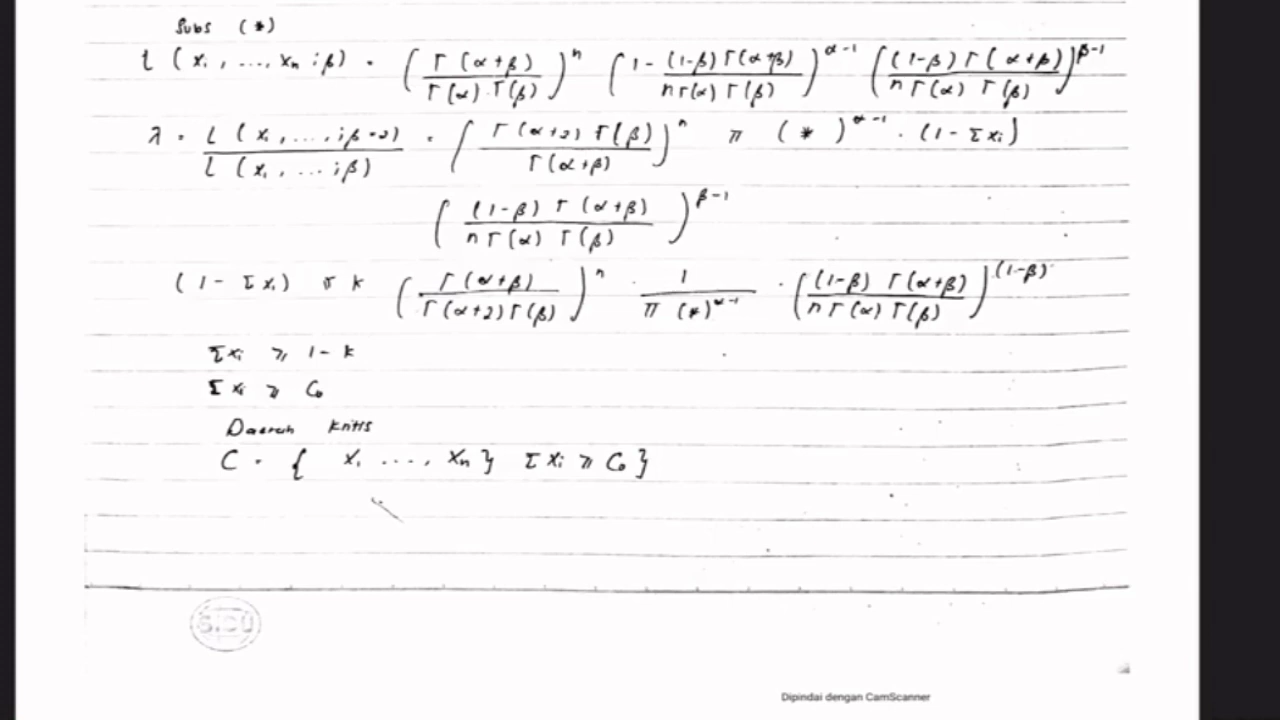 Subs (*)
L (x₁, ..., xₙ ; β) = (Γ(α+β) / Γ(α) · Γ(β))ⁿ (1 - (1-β) Γ(α+β) / n Γ(α) Γ(β))^(α-1) ((1-β) Γ(α+β) / n Γ(α) Γ(β))^(β-1)
λ = L (x₁, ... , ; β=2) / L (x₁, ... ; β) = (Γ(α+2) Γ(β) / Γ(α+β))ⁿ π (*)^(α-1) · (1 - Σxᵢ)
((1-β) Γ(α+β) / n Γ(α) Γ(β))^(β-1)
(1 - Σxᵢ) ≤ k (Γ(α+β) / Γ(α+2) Γ(β))ⁿ · 1 / π (*)^(α-1) · ((1-β) Γ(α+β) / n Γ(α) Γ(β))^(1-β)
Σxᵢ ≥ 1 - k
Σxᵢ ≥ C₀
Daerah kritis
C = { x₁ ..., xₙ } Σxᵢ ≥ C₀ }
SIDU
Dipindai dengan CamScanner